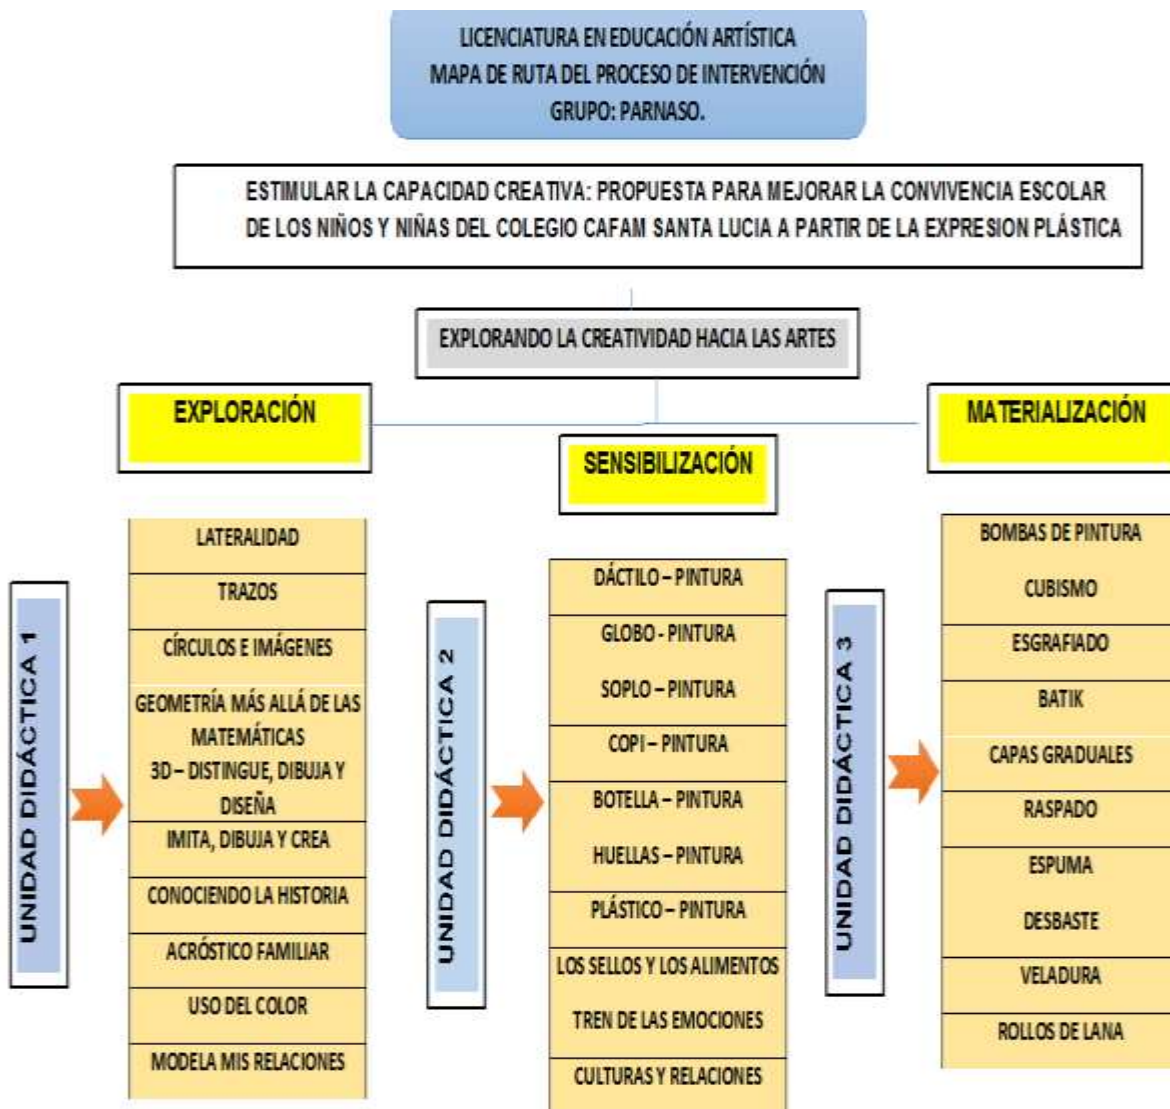 LICENCIATURA EN EDUCACIÓN ARTÍSTICA
MAPA DE RUTA DEL PROCESO DE INTERVENCIÓN
GRUPO: PARNASO.
ESTIMULAR LA CAPACIDAD CREATIVA: PROPUESTA PARA MEJORAR LA CONVIVENCIA ESCOLAR
DE LOS NIÑOS Y NIÑAS DEL COLEGIO CAFAM SANTA LUCIA A PARTIR DE LA EXPRESION PLÁSTICA
EXPLORANDO LA CREATIVIDAD HACIA LAS ARTES
EXPLORACIÓN
UNIDAD DIDÁCTICA 1
LATERALIDAD
TRAZOS
CÍRCULOS E IMÁGENES
GEOMETRÍA MÁS ALLÁ DE LAS
MATEMÁTICAS
3D – DISTINGUE, DIBUJA Y
DISEÑA
IMITA, DIBUJA Y CREA
CONOCIENDO LA HISTORIA
ACRÓSTICO FAMILIAR
USO DEL COLOR
MODELA MIS RELACIONES
SENSIBILIZACIÓN
UNIDAD DIDÁCTICA 2
DÁCTILO – PINTURA
GLOBO - PINTURA
SOPLO – PINTURA
COPI – PINTURA
BOTELLA – PINTURA
HUELLAS – PINTURA
PLÁSTICO – PINTURA
LOS SELLOS Y LOS ALIMENTOS
TREN DE LAS EMOCIONES
CULTURAS Y RELACIONES
MATERIALIZACIÓN
UNIDAD DIDÁCTICA 3
BOMBAS DE PINTURA
CUBISMO
ESGRAFIADO
BATIK
CAPAS GRADUALES
RASPADO
ESPUMA
DESBASTE
VELADURA
ROLLOS DE LANA